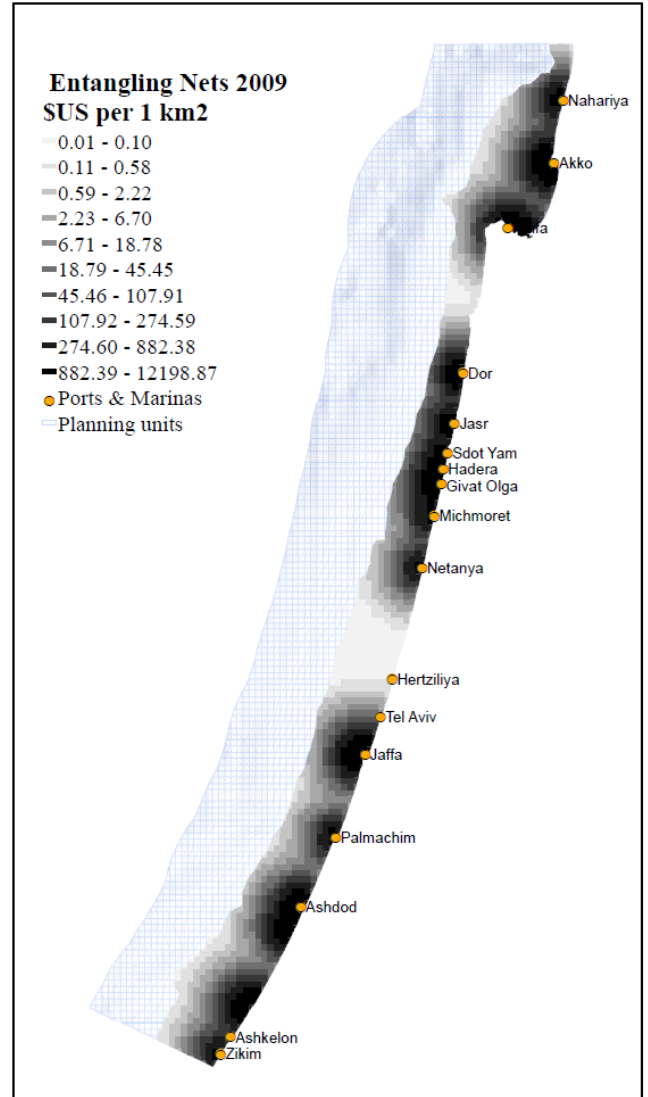 Entangling Nets 2009
$US per 1 km2
0.01 - 0.10
0.11 - 0.58
0.59 - 2.22
2.23 - 6.70
6.71 - 18.78
18.79 - 45.45
45.46 - 107.91
107.92 - 274.59
274.60 - 882.38
882.39 - 12198.87
Ports & Marinas
Planning units
Nahariya
Akko
Dor
Jasr
Sdot Yam
Hadera
Givat Olga
Michmoret
Netanya
Hertziliya
Tel Aviv
Jaffa
Palmachim
Ashdod
Ashkelon
Zikim